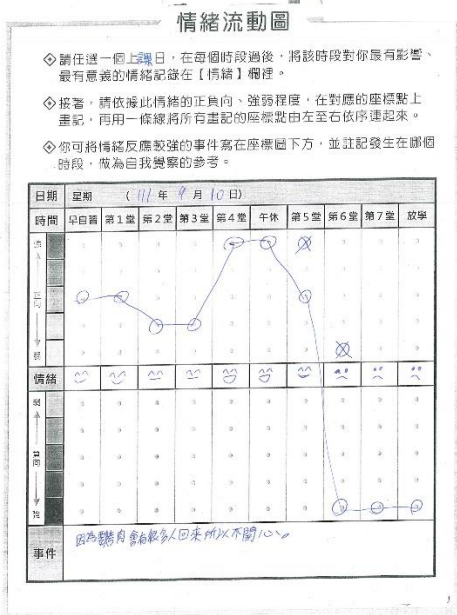 情緒流動圖
◇請任選一個上課日，在每個時段過後，將該時段對你最有影響、
最有意義的情緒記錄在【情緒】欄裡。
◇接著，請依據此情緒的正負向、強弱程度，在對應的座標點上
畫記，再用一條線將所有畫記的座標點由左至右依序連起來。
◇你可將情緒反應較強的事件寫在座標圖下方，並註記發生在哪個
時段，做為自我覺察的參考。
日期 星期 (111 年 9 月 10 日)
時間 早自習 第1堂 第2堂 第3堂 第4堂 午休 第5堂 第6堂 第7堂 放學
強
正向
弱
情緒
弱
負向
強
事件 因為 會有很多人回來所以不開心。